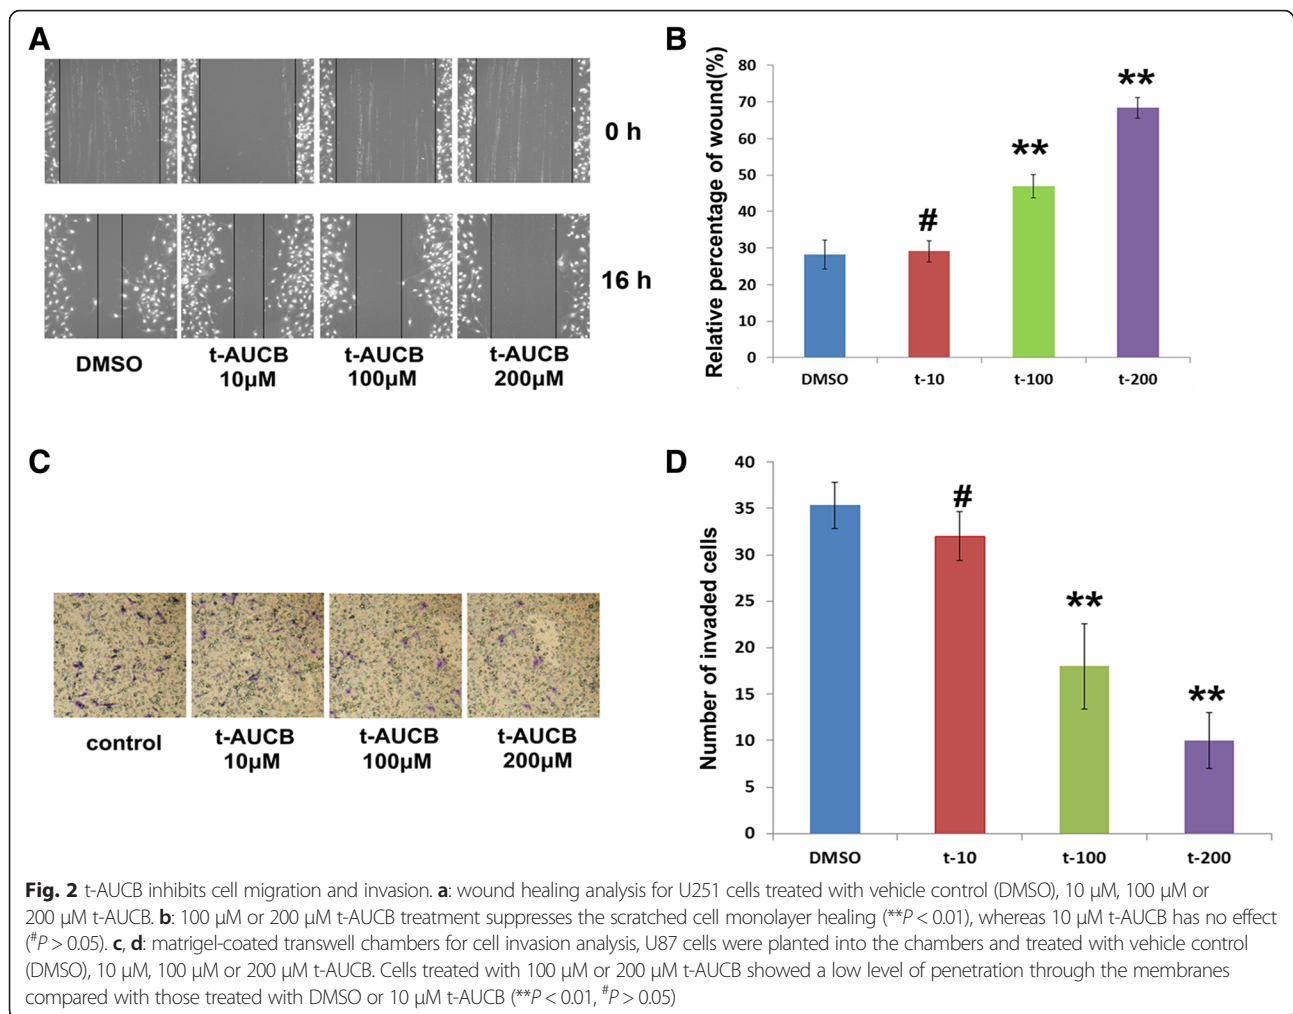 A
0 h
16 h
DMSO
t-AUCB
10µM
t-AUCB
100µM
t-AUCB
200µM
B
Relative percentage of wound(%)
80
70
60
50
40
30
20
10
0
#
**
**
DMSO
t-10
t-100
t-200
C
control
t-AUCB
10µM
t-AUCB
100µM
t-AUCB
200µM
D
Number of invaded cells
40
35
30
25
20
15
10
5
0
#
**
**
DMSO
t-10
t-100
t-200
Fig. 2 t-AUCB inhibits cell migration and invasion. a: wound healing analysis for U251 cells treated with vehicle control (DMSO), 10 µM, 100 µM or
200 µM t-AUCB. b: 100 µM or 200 µM t-AUCB treatment suppresses the scratched cell monolayer healing (**P < 0.01), whereas 10 µM t-AUCB has no effect
(#P > 0.05). c, d: matrigel-coated transwell chambers for cell invasion analysis, U87 cells were planted into the chambers and treated with vehicle control
(DMSO), 10 µM, 100 µM or 200 µM t-AUCB. Cells treated with 100 µM or 200 µM t-AUCB showed a low level of penetration through the membranes
compared with those treated with DMSO or 10 µM t-AUCB (**P < 0.01, #P > 0.05)